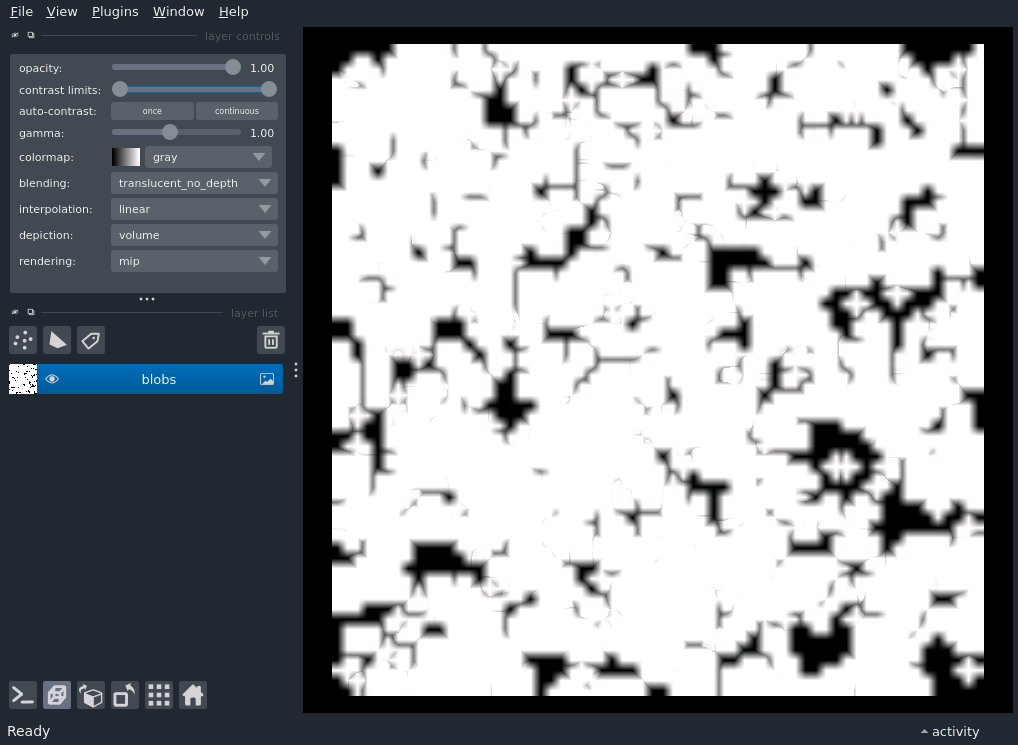 File View Plugins Window Help
layer controls
opacity: 1.00
contrast limits:
auto-contrast: once continuous
gamma: 1.00
colormap: gray
blending: translucent_no_depth
interpolation: linear
depiction: volume
rendering: mip
layer list
blobs
Ready
activity